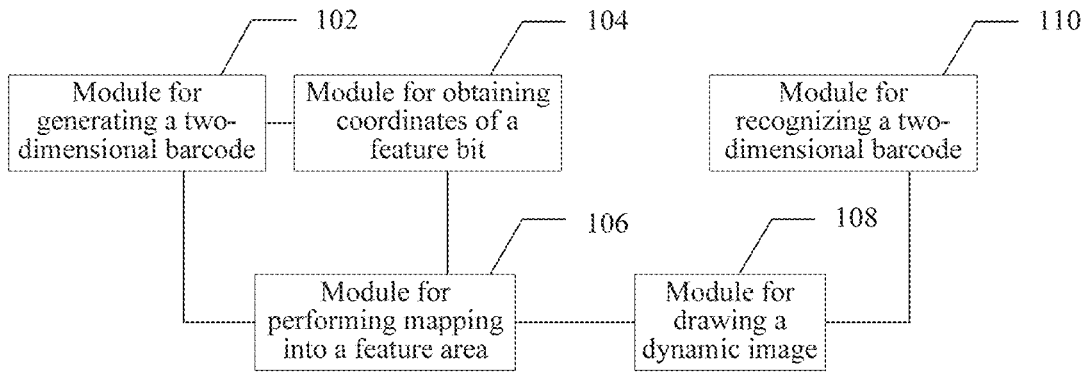 102
104
110
Module for
generating a two-
dimensional barcode
Module for obtaining
coordinates of a
feature bit
Module for
recognizing a two-
dimensional barcode
106
108
Module for
performing mapping
into a feature area
Module for
drawing a
dynamic image